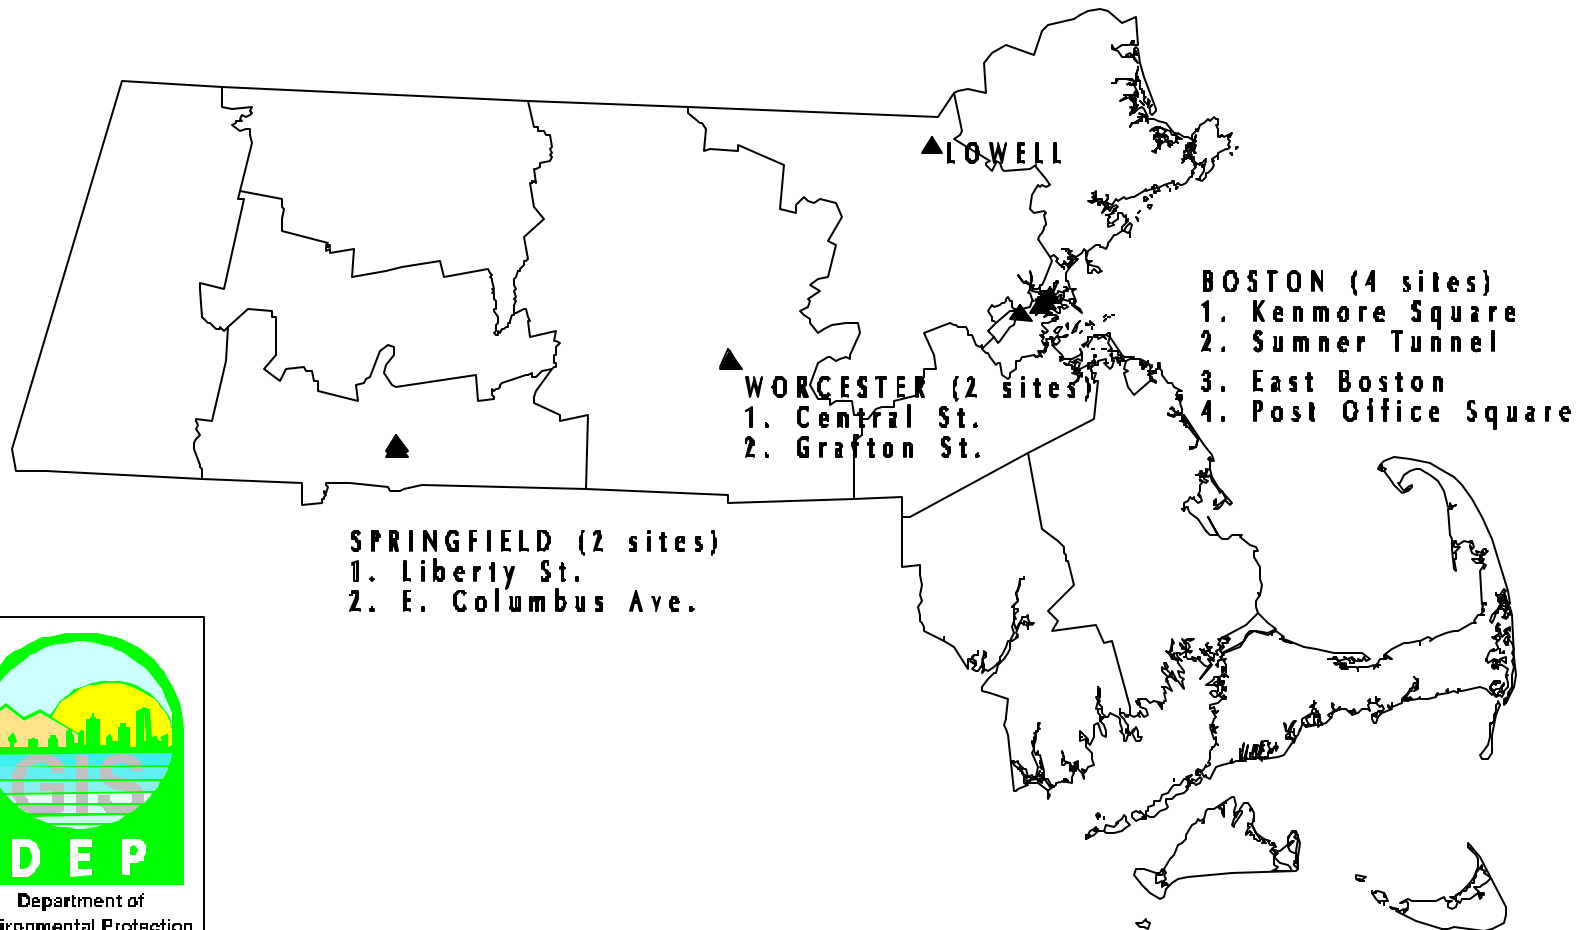 LOWELL
BOSTON (4 sites)
1. Kenmore Square
2. Sumner Tunnel
3. East Boston
4. Post Office Square
WORCESTER (2 sites)
1. Central St.
2. Grafton St.
SPRINGFIELD (2 sites)
1. Liberty St.
2. E. Columbus Ave.
GIS
DEP
Department of
ironmental Protection